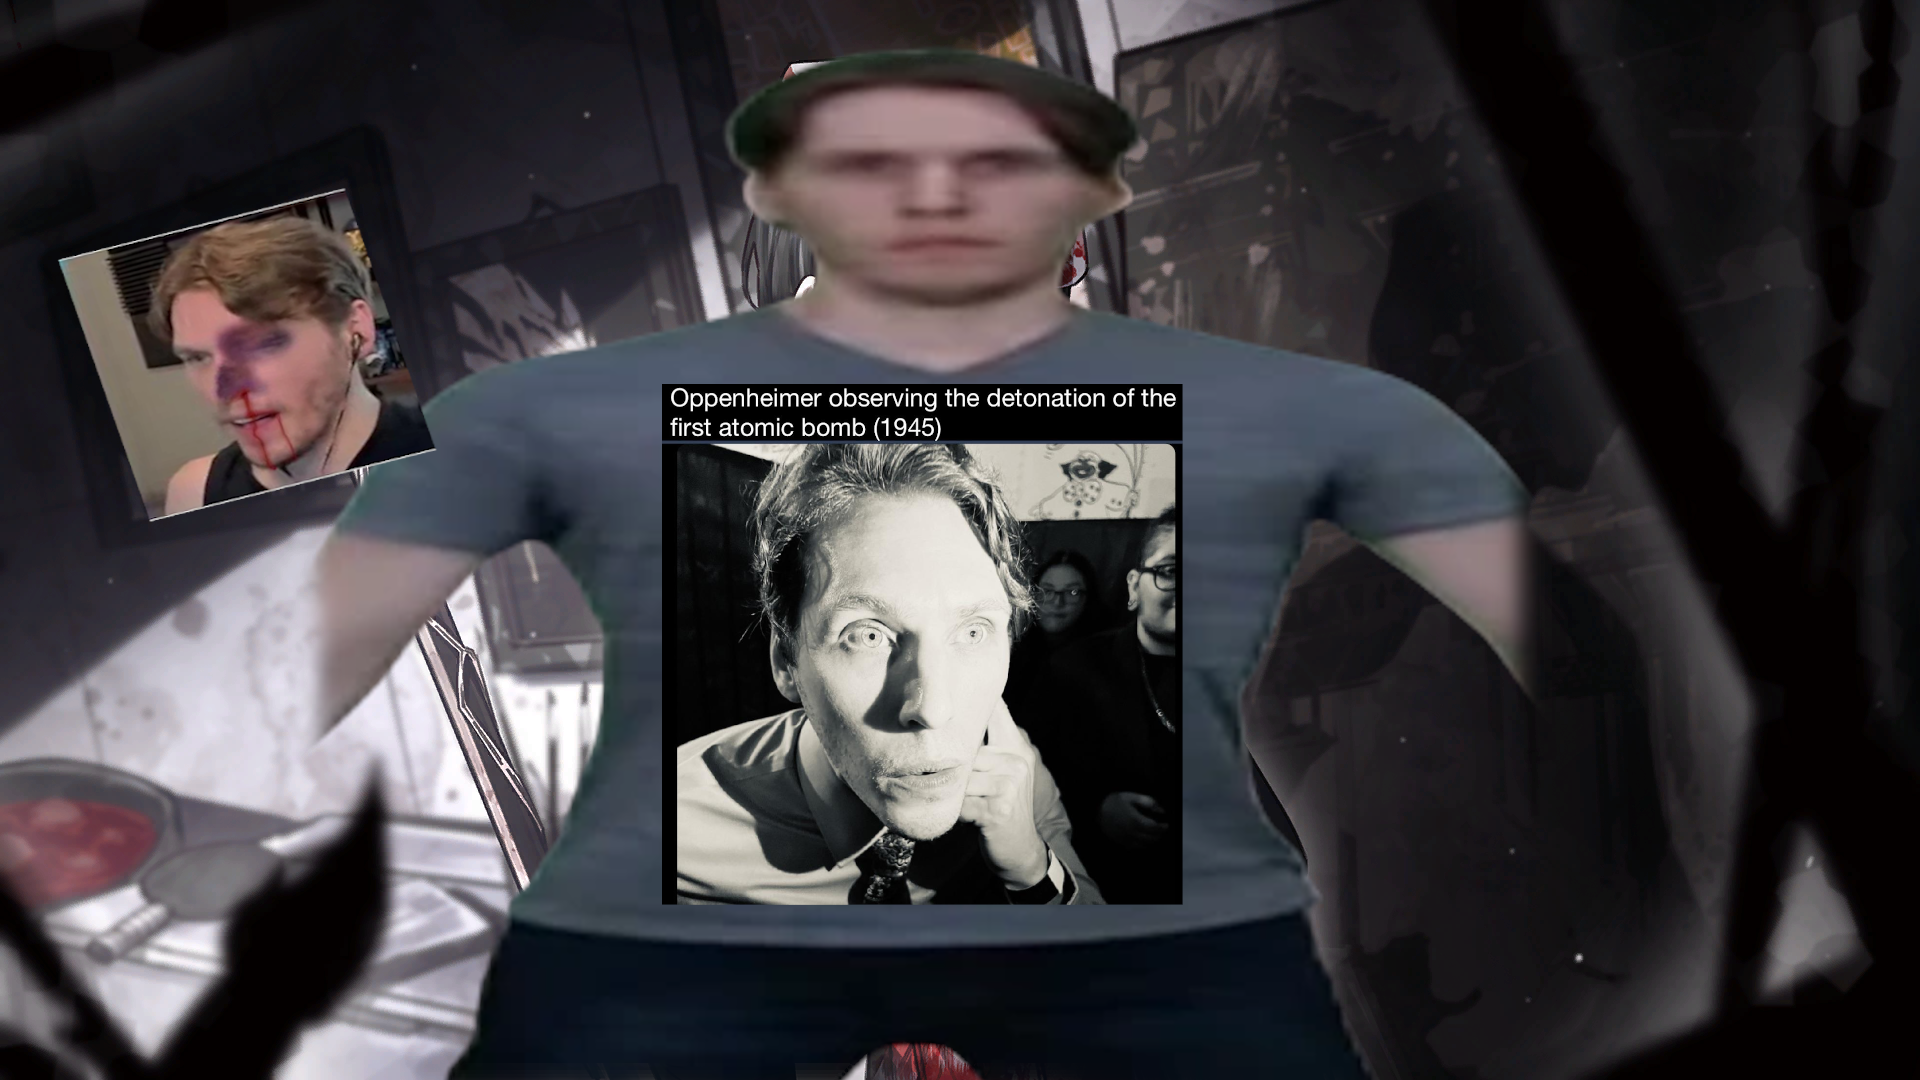 Oppenheimer observing the detonation of the
first atomic bomb (1945)